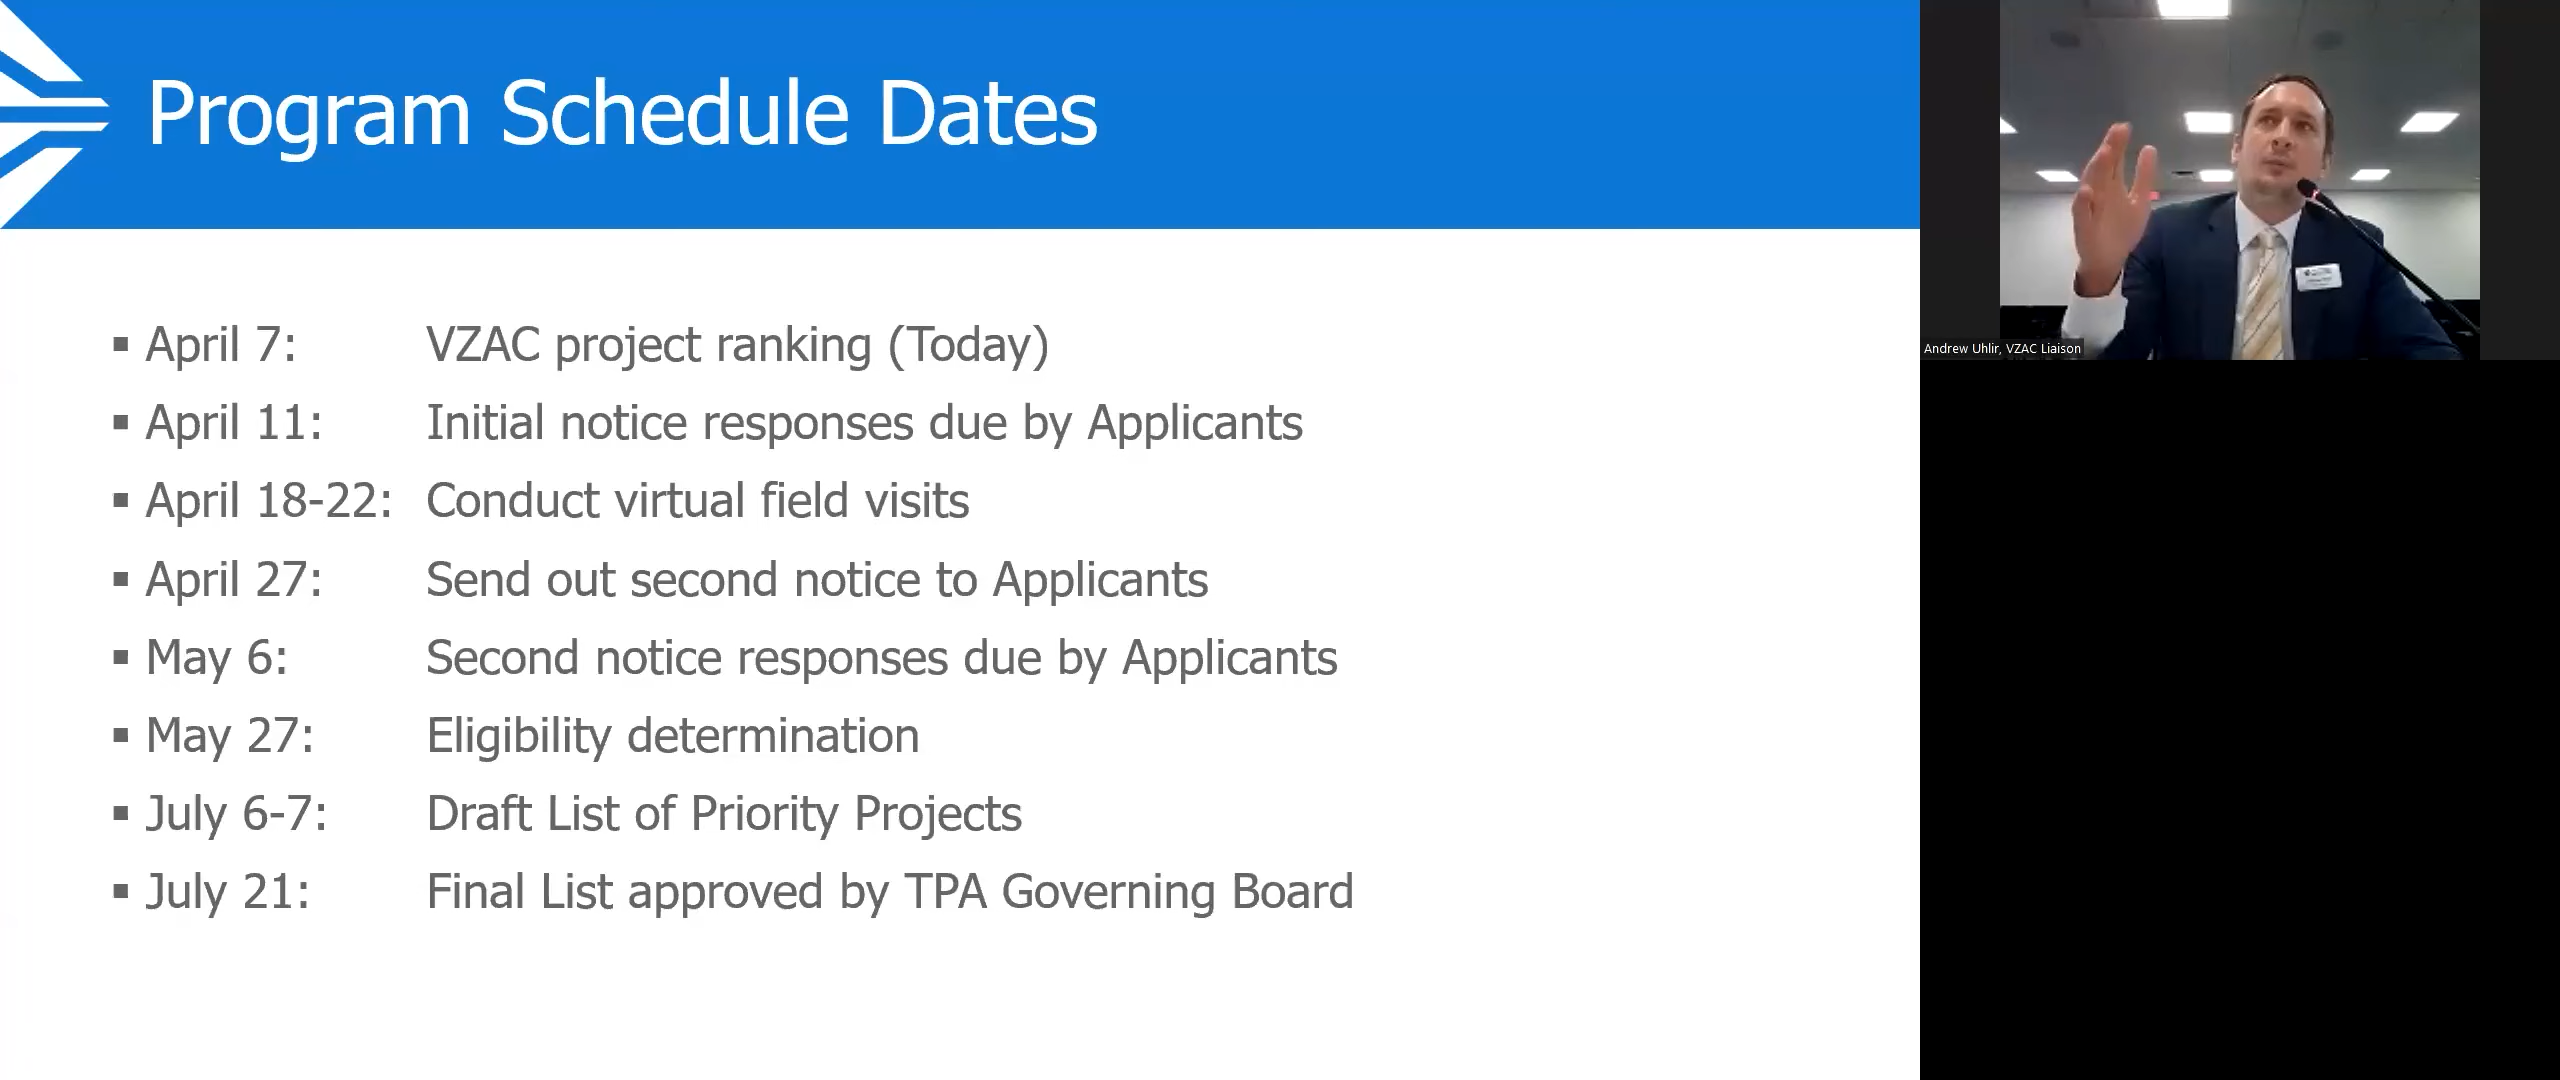 Program Schedule Dates
▪ April 7: VZAC project ranking (Today)
▪ April 11: Initial notice responses due by Applicants
▪ April 18-22: Conduct virtual field visits
▪ April 27: Send out second notice to Applicants
▪ May 6: Second notice responses due by Applicants
▪ May 27: Eligibility determination
▪ July 6-7: Draft List of Priority Projects
▪ July 21: Final List approved by TPA Governing Board
Andrew Uhlir, VZAC Liaison